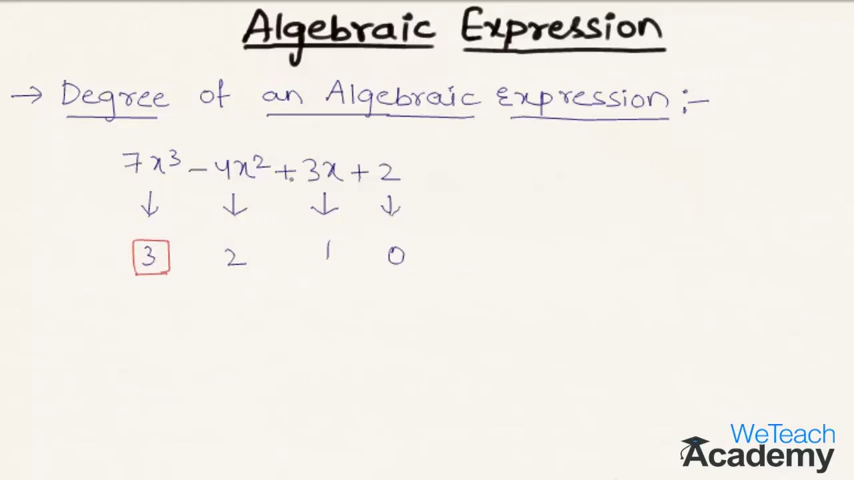 Algebraic Expression
→ Degree of an Algebraic expression :-
7x³ - 4x² + 3x + 2
↓ ↓ ↓ ↓
3 2 1 0
WeTeach
Academy